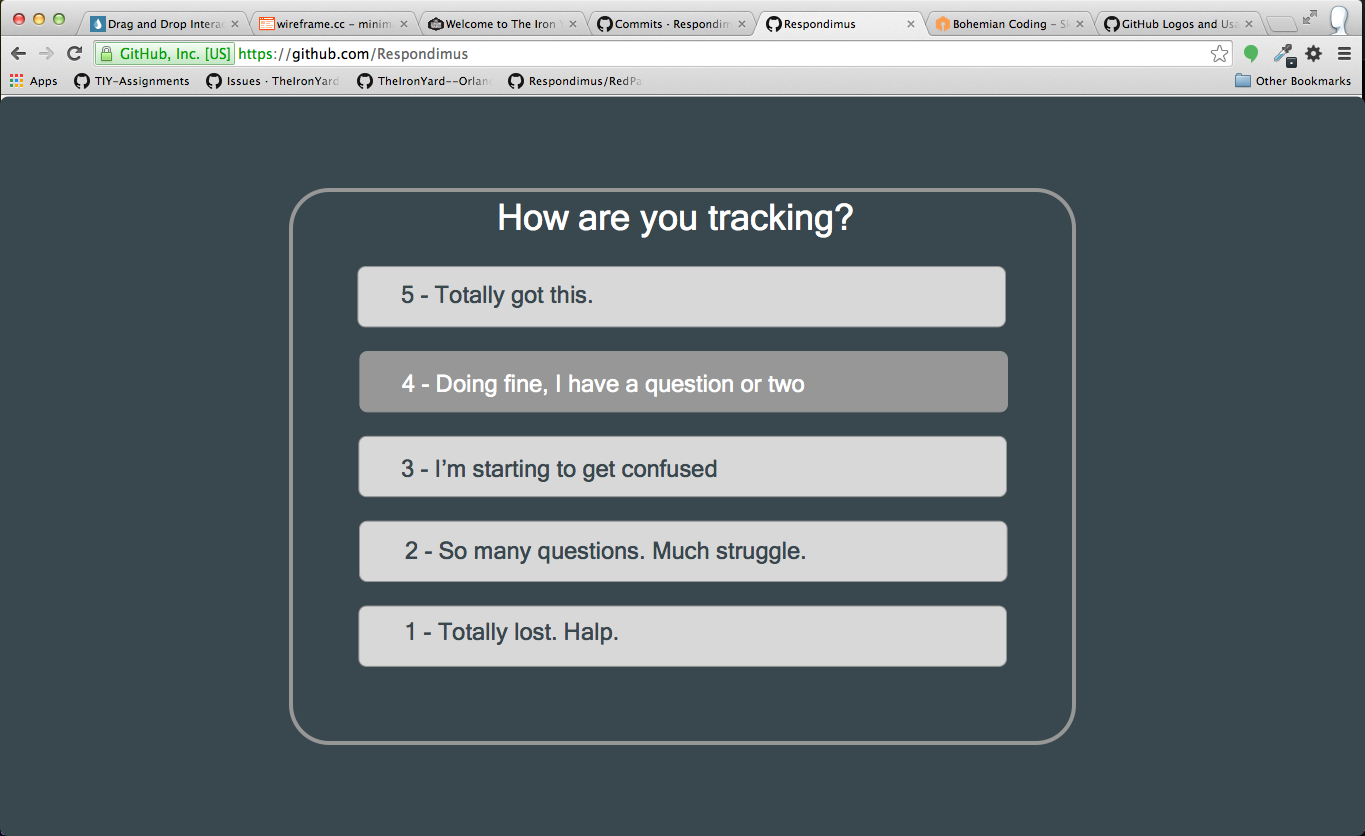 Drag and Drop Intera
wireframe.cc – minim
Welcome to The Iron
Commits · Respondim
Respondimus
Bohemian Coding – S
GitHub Logos and Usa
GitHub, Inc. [US] https://github.com/Respondimus
Apps
TIY-Assignments
Issues · TheIronYard
TheIronYard--Orlan
Respondimus/RedPa
Other Bookmarks
How are you tracking?
5 - Totally got this.
4 - Doing fine, I have a question or two
3 - I’m starting to get confused
2 - So many questions. Much struggle.
1 - Totally lost. Halp.